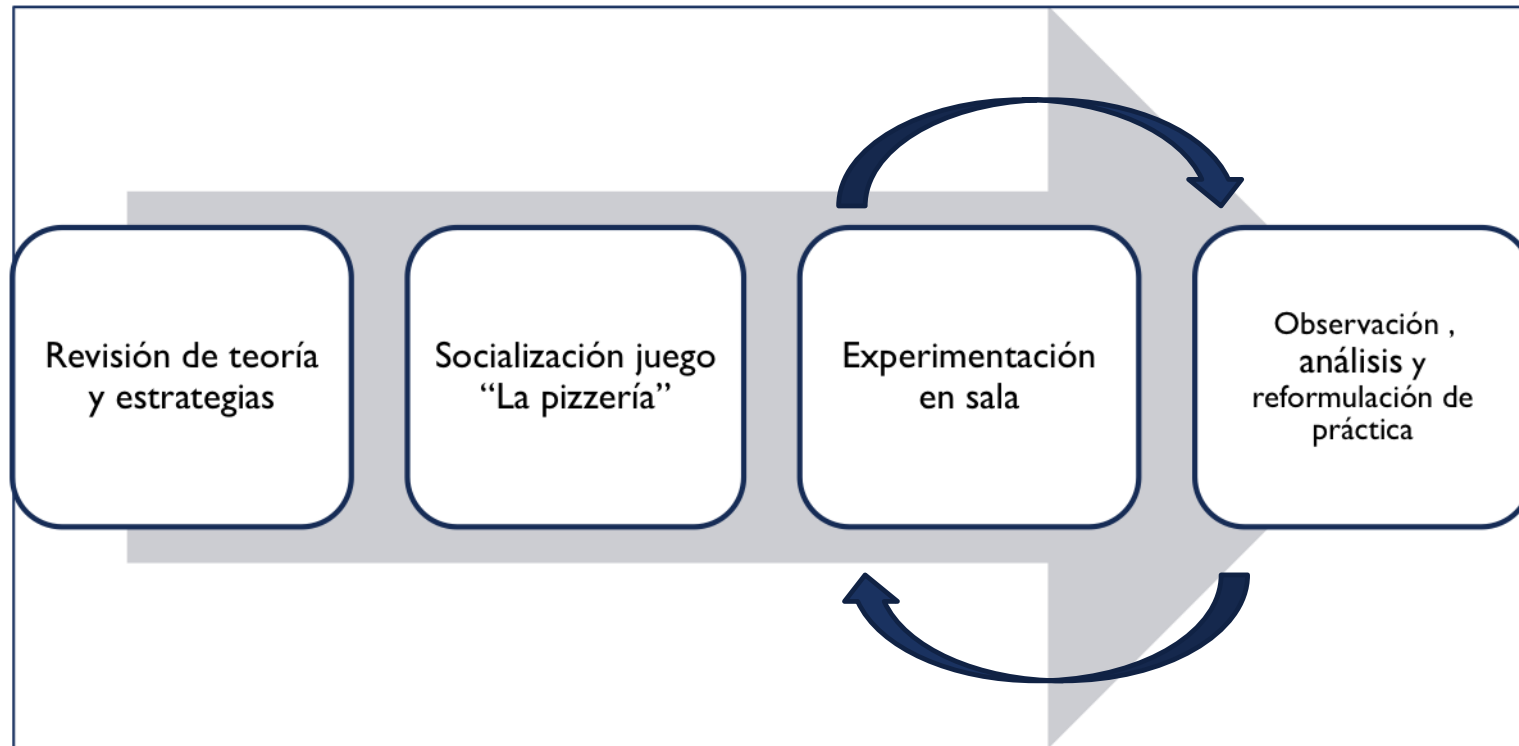 Revisión de teoría
y estrategias
Socialización juego
“La pizzería”
Experimentación
en sala
Observación ,
análisis y
reformulación de
práctica